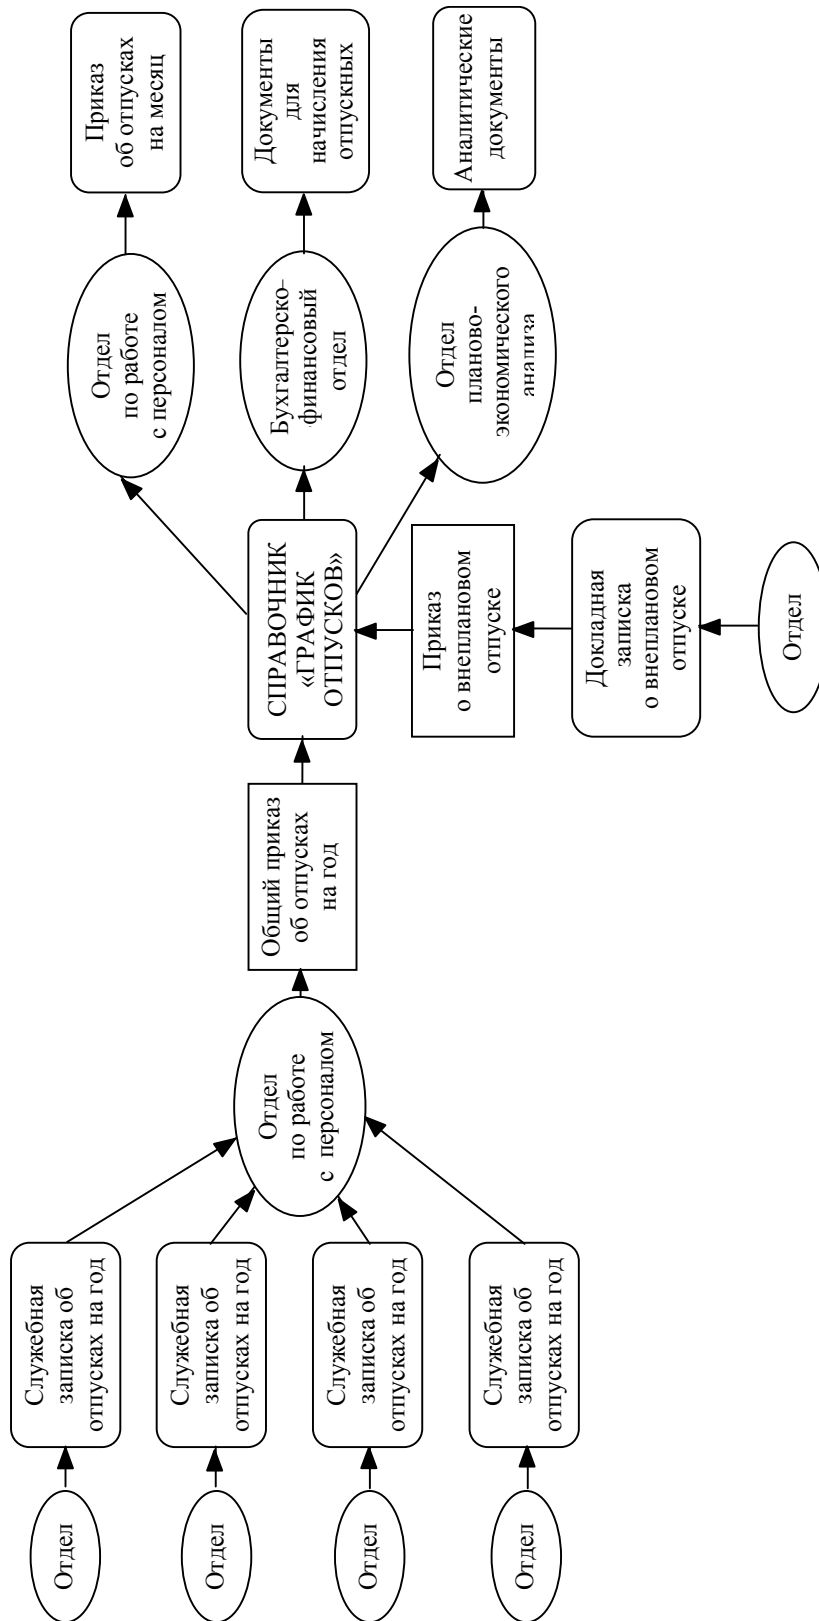 Отдел
Отдел
Отдел
Отдел
Служебная
записка об
отпусках на год
Служебная
записка об
отпусках на год
Служебная
записка об
отпусках на год
Служебная
записка об
отпусках на год
Отдел
по работе
с персоналом
Общий приказ
об отпусках
на год
СПРАВОЧНИК
«ГРАФИК
ОТПУСКОВ»
Приказ
о внеплановом
отпуске
Докладная
записка
о внеплановом
отпуске
Отдел
Отдел
по работе
с персоналом
Бухгалтерско–
финансовый
отдел
Отдел
планово-
экономического
анализа
Приказ
об отпусках
на месяц
Документы
для
начисления
отпускных
Аналитические
документы